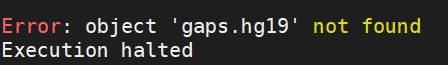 Error: object 'gaps.hg19' not found
Execution halted